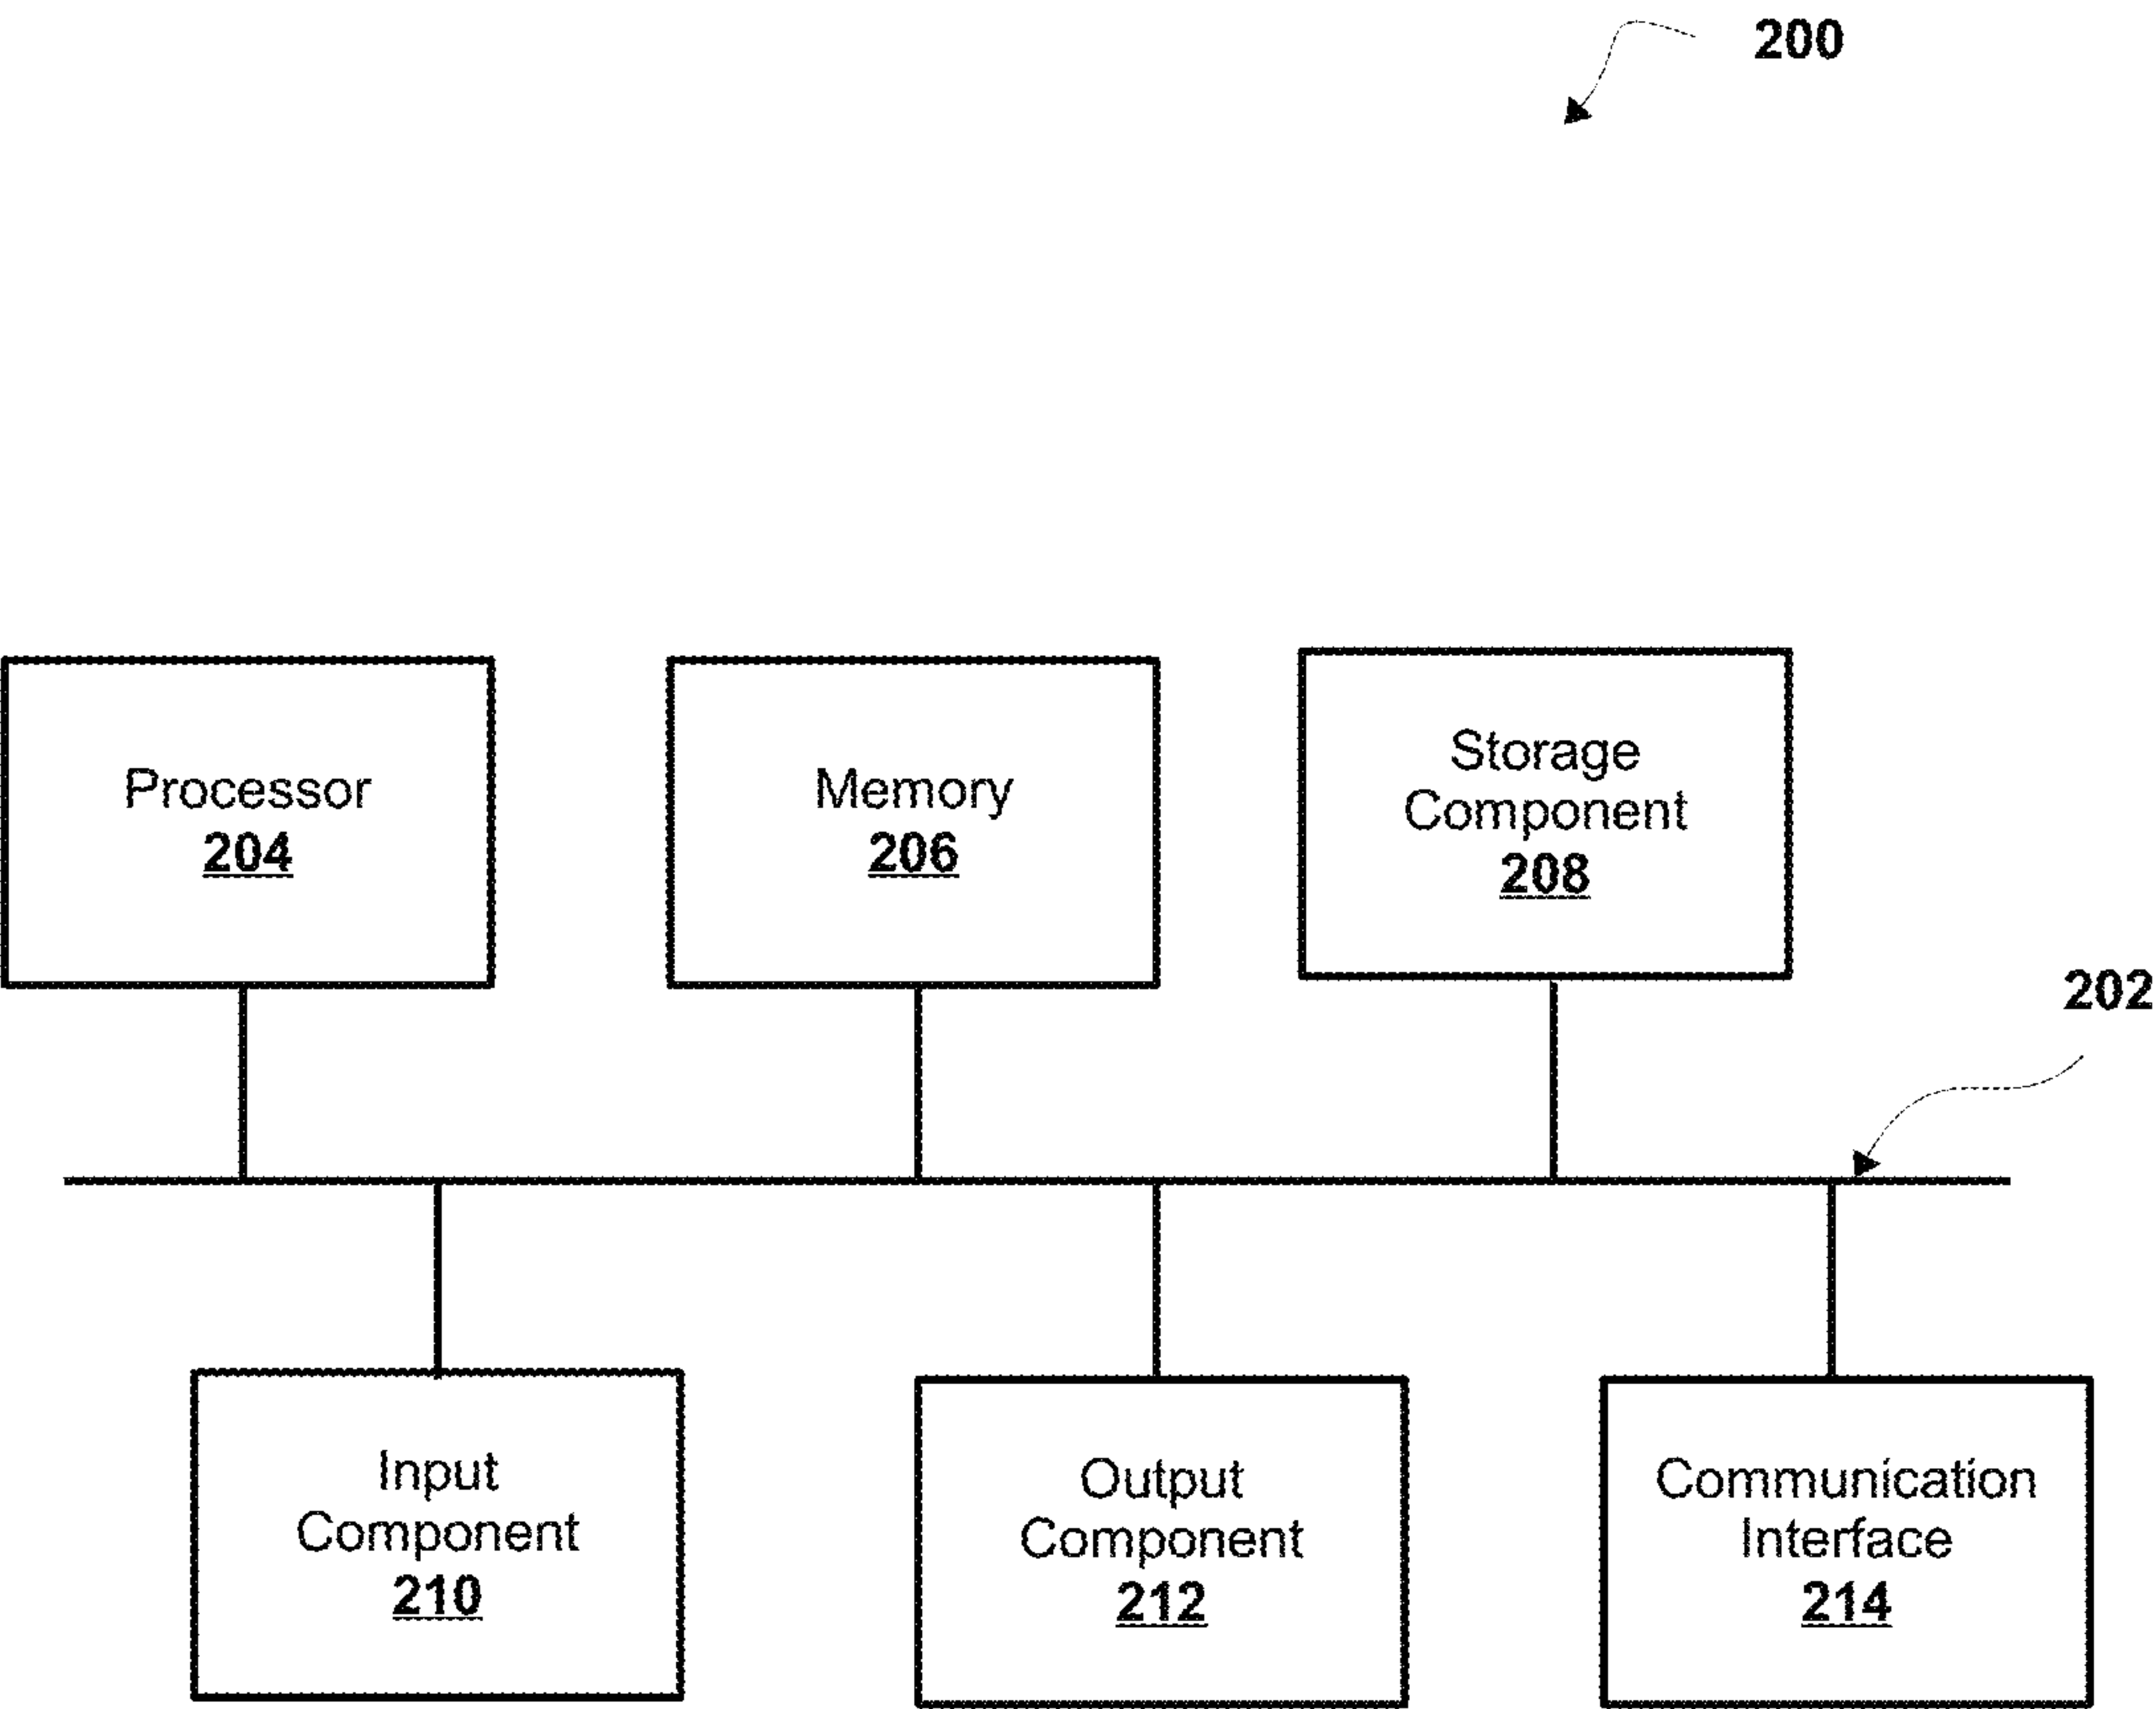 200
Processor
204
Memory
206
Storage
Component
208
202
Input
Component
210
Output
Component
212
Communication
Interface
214